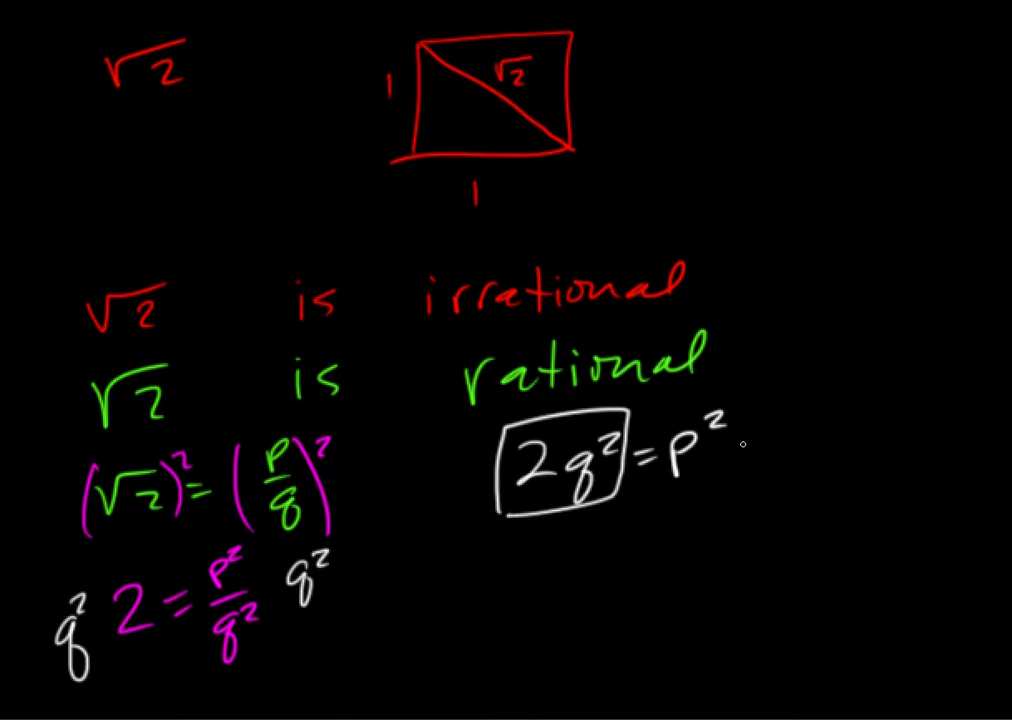 √2
√2
1
1
√2 is irrational
√2 is rational
(√2)² = (p/q)²
2q² = p²
q² 2 = p²/q² q²